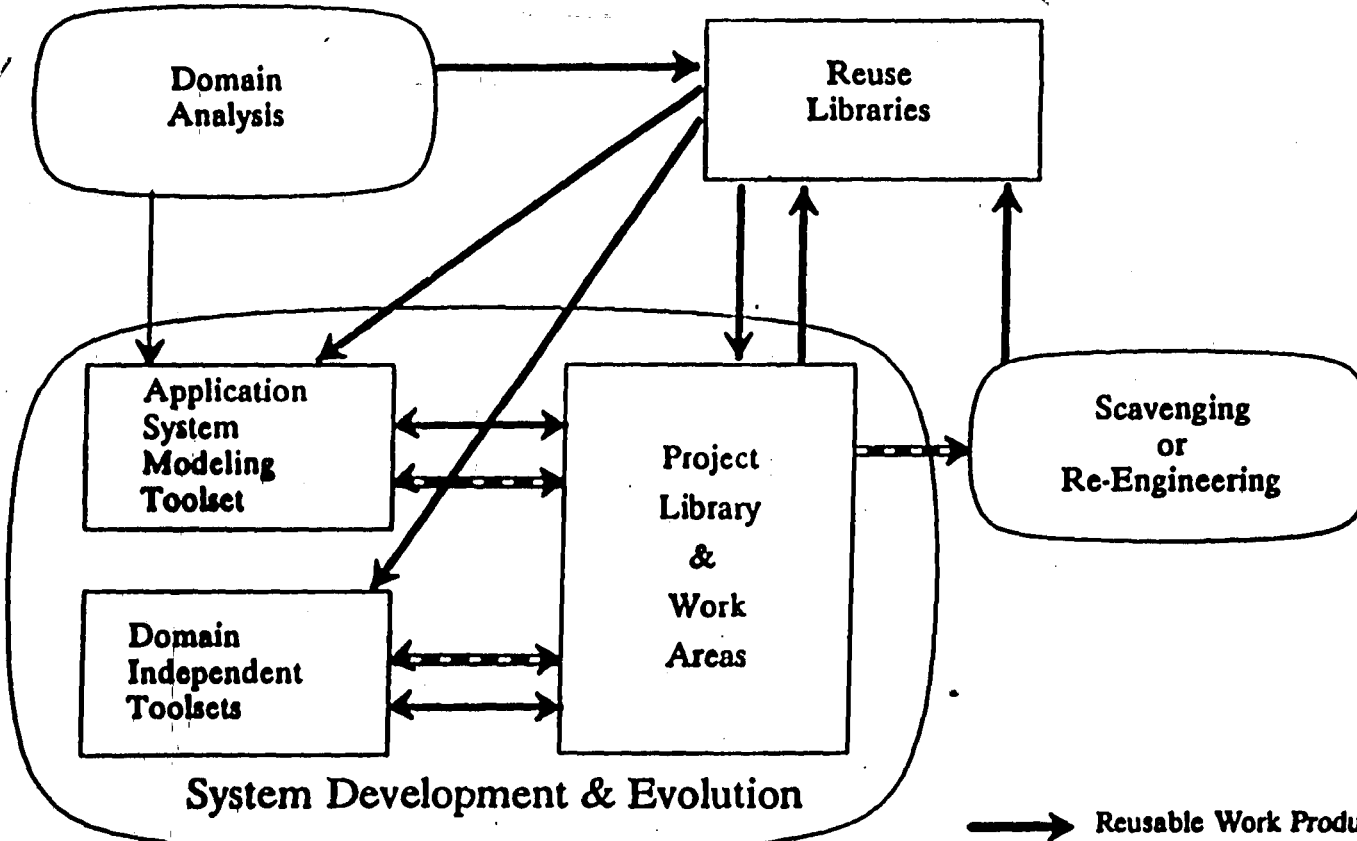 Domain
Analysis
Reuse
Libraries
Application
System
Modeling
Toolset
Project
Library
&
Work
Areas
Scavenging
or
Re-Engineering
Domain
Independent
Toolsets
System Development & Evolution
Reusable Work